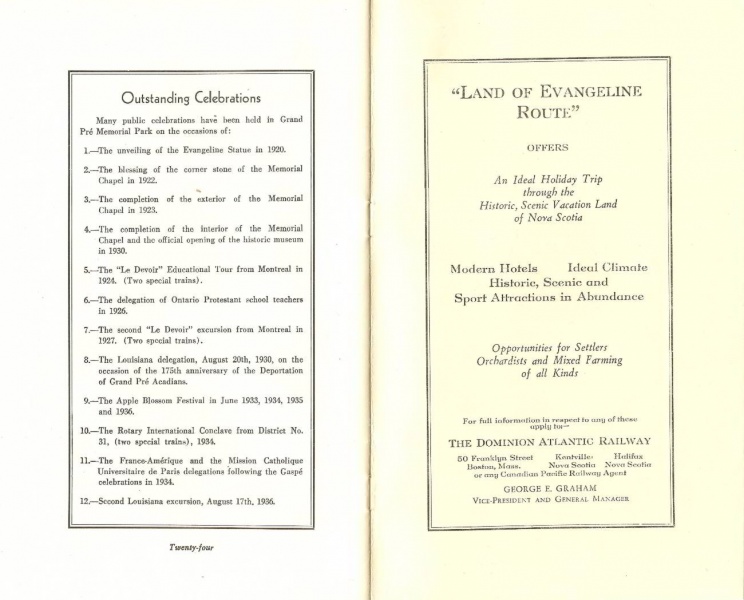 Outstanding Celebrations
Many public celebrations have been held in Grand
Pré Memorial Park on the occasions of:
1.—The unveiling of the Evangeline Statue in 1920.
2.—The blessing of the corner stone of the Memorial
Chapel in 1922.
3.—The completion of the exterior of the Memorial
Chapel in 1923.
4.—The completion of the interior of the Memorial
Chapel and the official opening of the historic museum
in 1930.
5.—The "Le Devoir" Educational Tour from Montreal in
1924. (Two special trains).
6.—The delegation of Ontario Protestant school teachers
in 1926.
7.—The second "Le Devoir" excursion from Montreal in
1927. (Two special trains).
8.—The Louisiana delegation, August 20th, 1930, on the
occasion of the 175th anniversary of the Deportation
of Grand Pré Acadians.
9.—The Apple Blossom Festival in June 1933, 1934, 1935
and 1936.
10.—The Rotary International Conclave from District No.
31, (two special trains), 1934.
11.—The France-Amérique and the Mission Catholique
Universitaire de Paris delegations following the Gaspé
celebrations in 1934.
12.—Second Louisiana excursion, August 17th, 1936.
Twenty-four
"LAND OF EVANGELINE
ROUTE"
OFFERS
An Ideal Holiday Trip
through the
Historic, Scenic Vacation Land
of Nova Scotia
Modern Hotels Ideal Climate
Historic, Scenic and
Sport Attractions in Abundance
Opportunities for Settlers
Orchardists and Mixed Farming
of all Kinds
For full information in respect to any of these
apply to—
THE DOMINION ATLANTIC RAILWAY
50 Franklyn Street Kentville Halifax
Boston, Mass. Nova Scotia Nova Scotia
or any Canadian Pacific Railway Agent
GEORGE E. GRAHAM
VICE-PRESIDENT AND GENERAL MANAGER